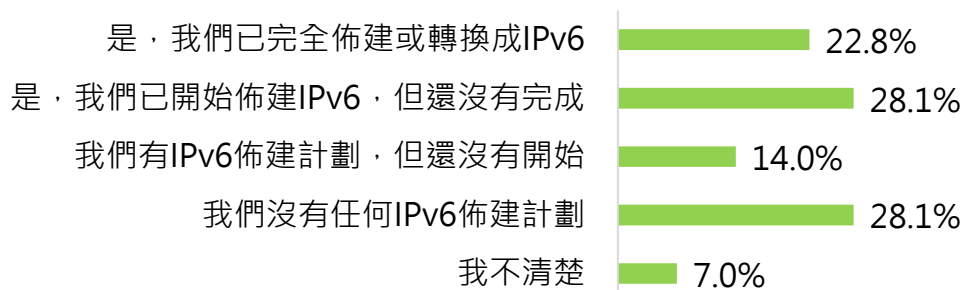 是，我們已完全佈建或轉換成IPv6 22.8%
是，我們已開始佈建IPv6，但還沒有完成 28.1%
我們有IPv6佈建計劃，但還沒有開始 14.0%
我們沒有任何IPv6佈建計劃 28.1%
我不清楚 7.0%